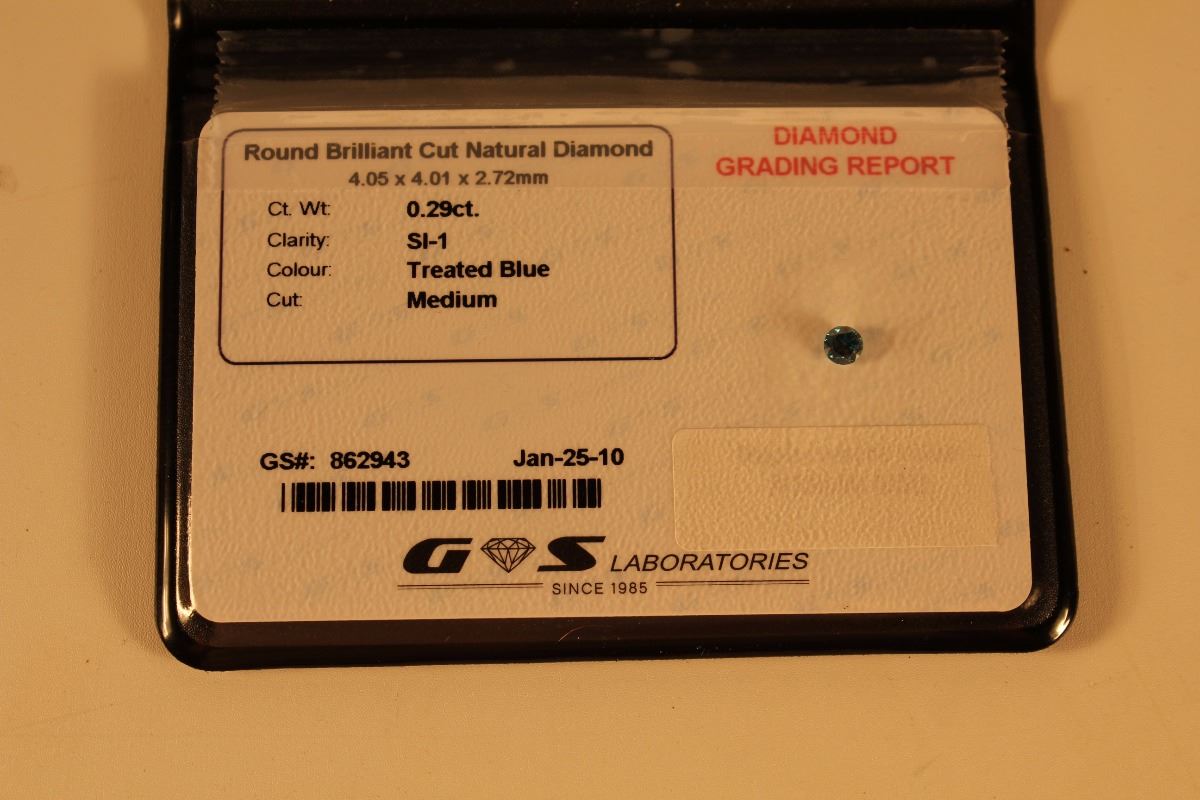 Round Brilliant Cut Natural Diamond
4.05 x 4.01 x 2.72mm
Ct. Wt: 0.29ct.
Clarity: SI-1
Colour: Treated Blue
Cut: Medium
DIAMOND
GRADING REPORT
GS#: 862943 Jan-25-10
G S LABORATORIES
SINCE 1985